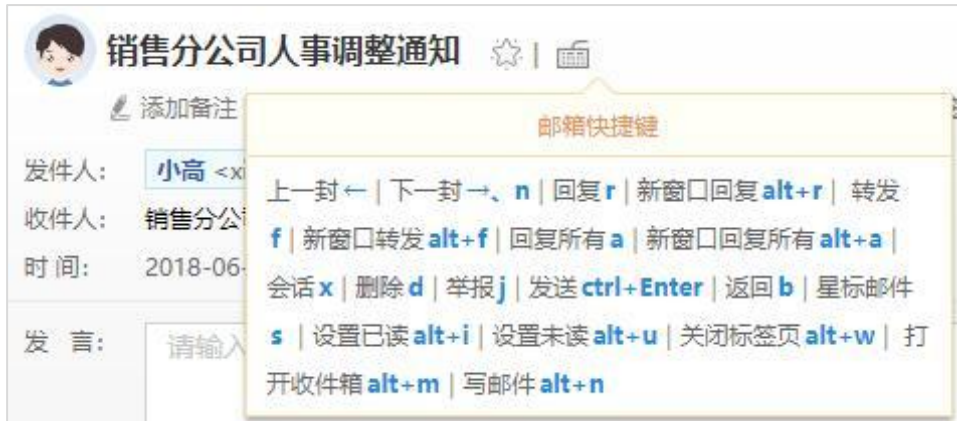 销售分公司人事调整通知 |
添加备注
邮箱快捷键
发件人: 小高 <xi
上一封←|下一封→、n|回复r|新窗口回复alt+r| 转发
收件人: 销售分公
f|新窗口转发alt+f|回复所有a|新窗口回复所有alt+a|
时 间: 2018-06-
会话x|删除d|举报j|发送ctrl+Enter|返回b|星标邮件
s |设置已读alt+i|设置未读alt+u|关闭标签页alt+w| 打
发 言: 请输入
开收件箱alt+m|写邮件alt+n